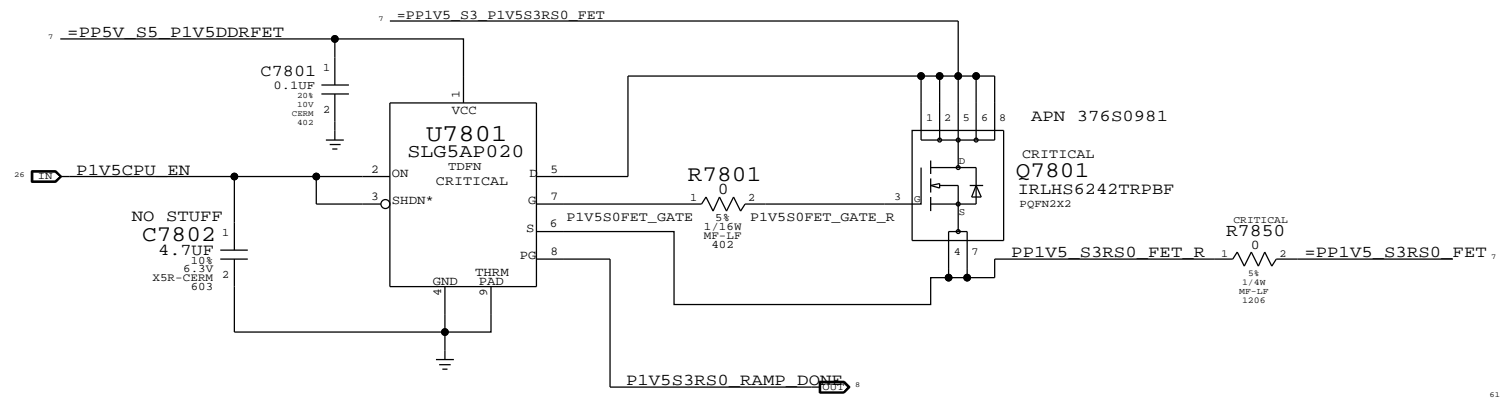 7 =PP1V5_S3_P1V5S3RS0_FET
7 =PP5V_S5_P1V5DDRFET
C7801
0.1UF
20%
10V
CERM
402
1
2
1
VCC
U7801
SLG5AP020
TDFN
CRITICAL
2 ON
3 SHDN*
D 5
G 7
S 6
PG 8
GND
4
THRM
PAD
9
26 IN P1V5CPU_EN
NO STUFF
C7802
4.7UF
10%
6.3V
X5R-CERM
603
1
2
R7801
0
1 2
5%
1/16W
MF-LF
402
P1V5S0FET_GATE
P1V5S0FET_GATE_R
1 2 5 6 8
APN 376S0981
CRITICAL
Q7801
IRLHS6242TRPBF
PQFN2X2
D
3 G
S
4 7
PP1V5_S3RS0_FET_R
CRITICAL
R7850
0
1 2
5%
1/4W
MF-LF
1206
=PP1V5_S3RS0_FET 7
P1V5S3RS0_RAMP_DONE OUT 8
61